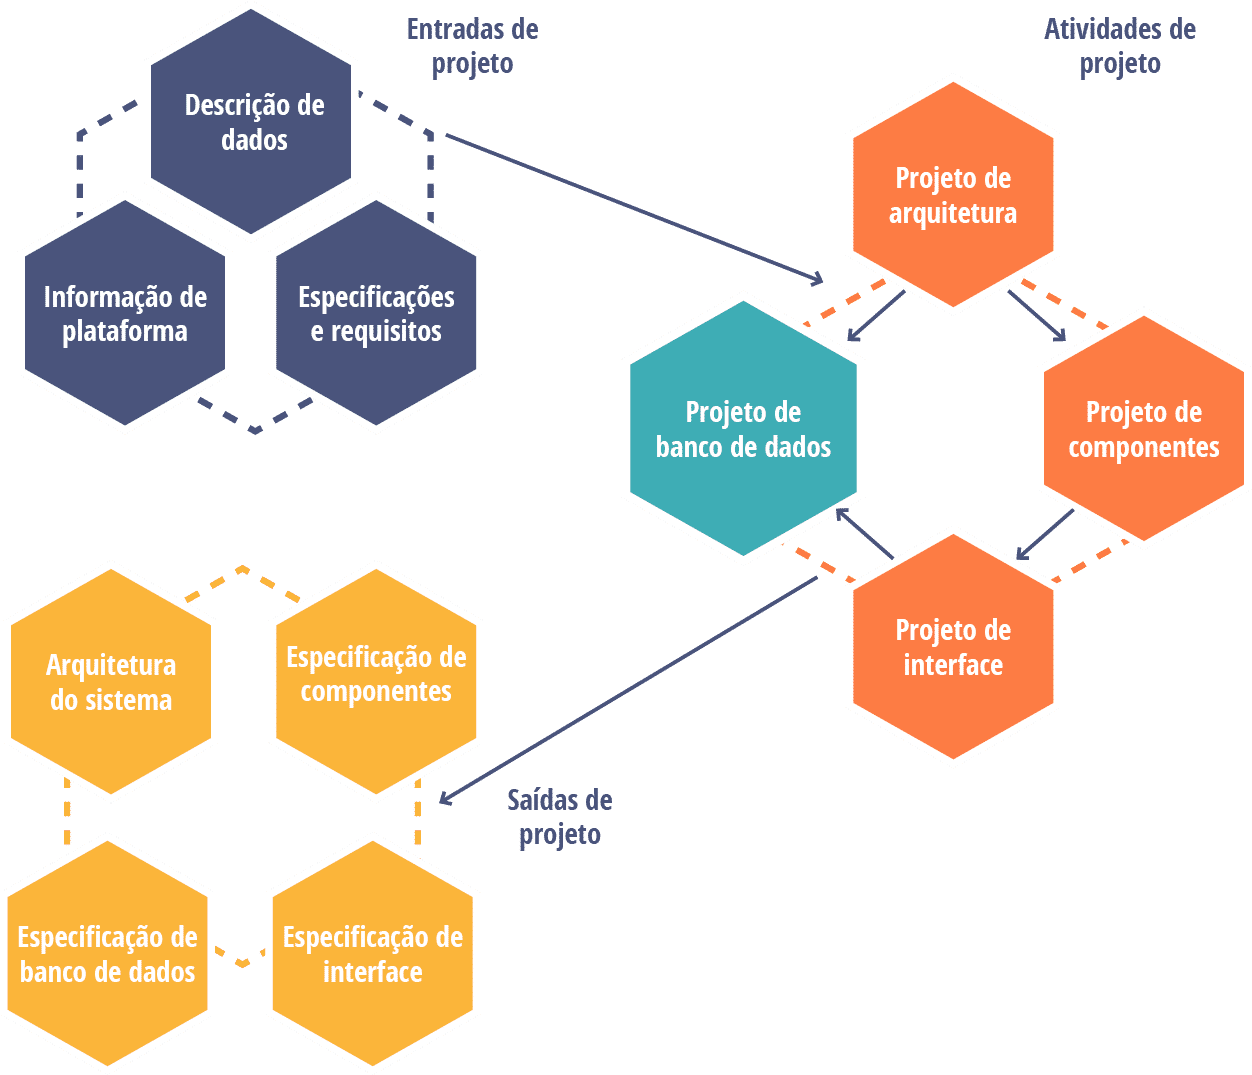 Entradas de
projeto
Descrição de
dados
Informação de
plataforma
Especificações
e requisitos
Atividades de
projeto
Projeto de
arquitetura
Projeto de
banco de dados
Projeto de
componentes
Projeto de
interface
Saídas de
projeto
Arquitetura
do sistema
Especificação de
componentes
Especificação de
banco de dados
Especificação de
interface